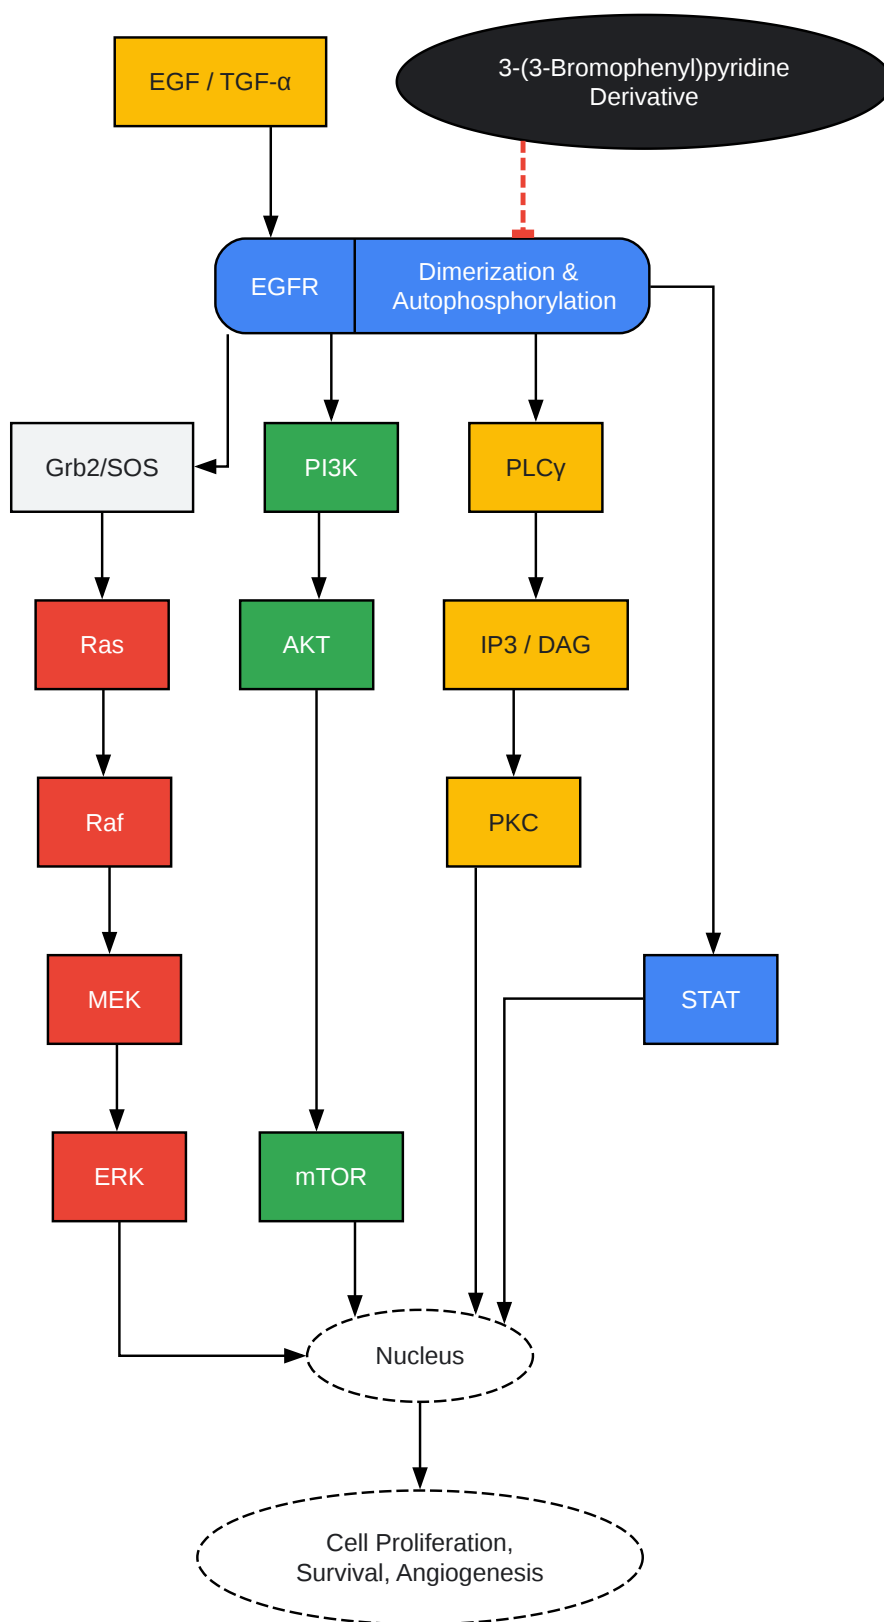 EGF / TGF-α
3-(3-Bromophenyl)pyridine
Derivative
EGFR
Dimerization &
Autophosphorylation
Grb2/SOS
PI3K
PLCγ
Ras
AKT
IP3 / DAG
Raf
PKC
MEK
STAT
ERK
mTOR
Nucleus
Cell Proliferation,
Survival, Angiogenesis